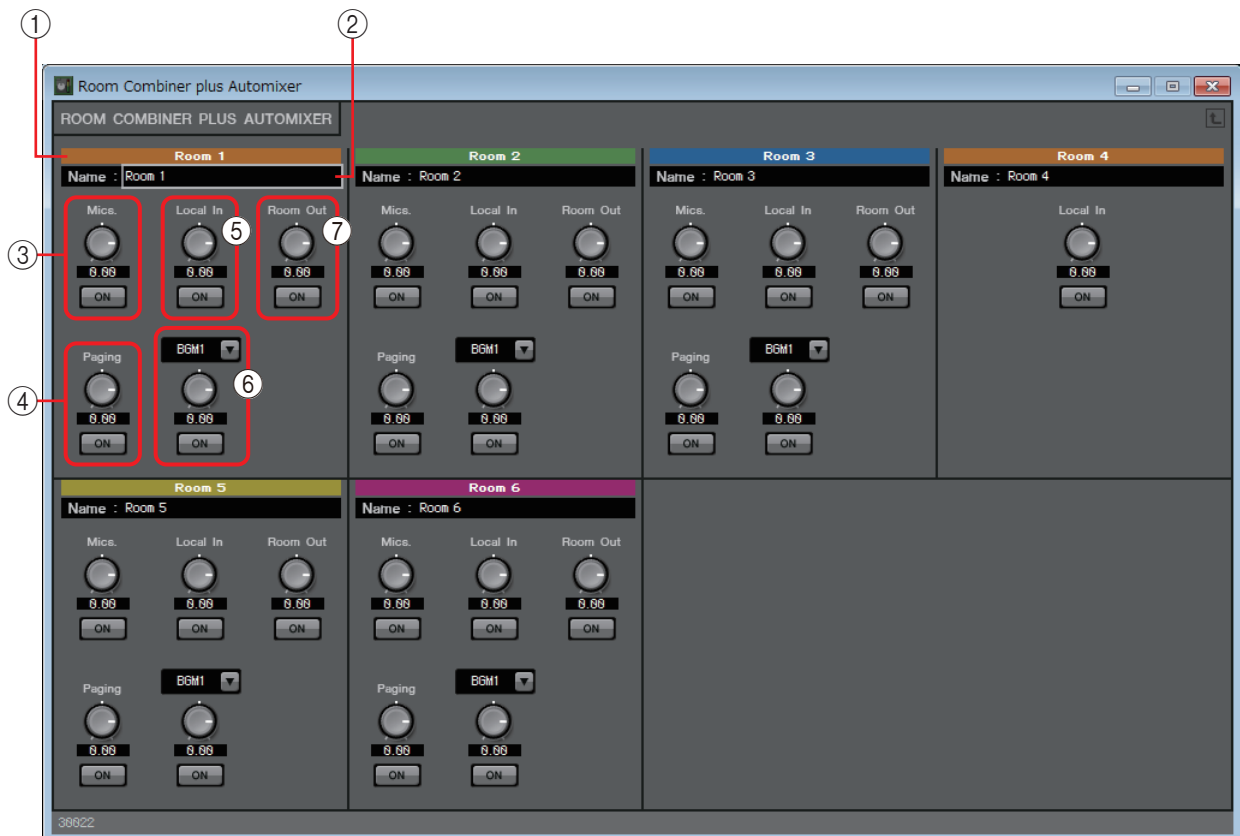 ① ②
Room Combiner plus Automixer
ROOM COMBINER PLUS AUTOMIXER
Room 1 Room 2 Room 3 Room 4
Name : Room 1 Name : Room 2 Name : Room 3 Name : Room 4
Mics. Local In Room Out Mics. Local In Room Out Mics. Local In Room Out Local In
③ ⑤ ⑦
0.00 0.00 0.00 0.00 0.00 0.00 0.00 0.00 0.00 0.00
ON ON ON ON ON ON ON ON ON ON
Paging BGM1 Paging BGM1 Paging BGM1
④ ⑥
0.00 0.00 0.00 0.00 0.00 0.00
ON ON ON ON ON ON
Room 5 Room 6
Name : Room 5 Name : Room 6
Mics. Local In Room Out Mics. Local In Room Out
0.00 0.00 0.00 0.00 0.00 0.00
ON ON ON ON ON ON
Paging BGM1 Paging BGM1
0.00 0.00 0.00 0.00
ON ON ON ON
30022